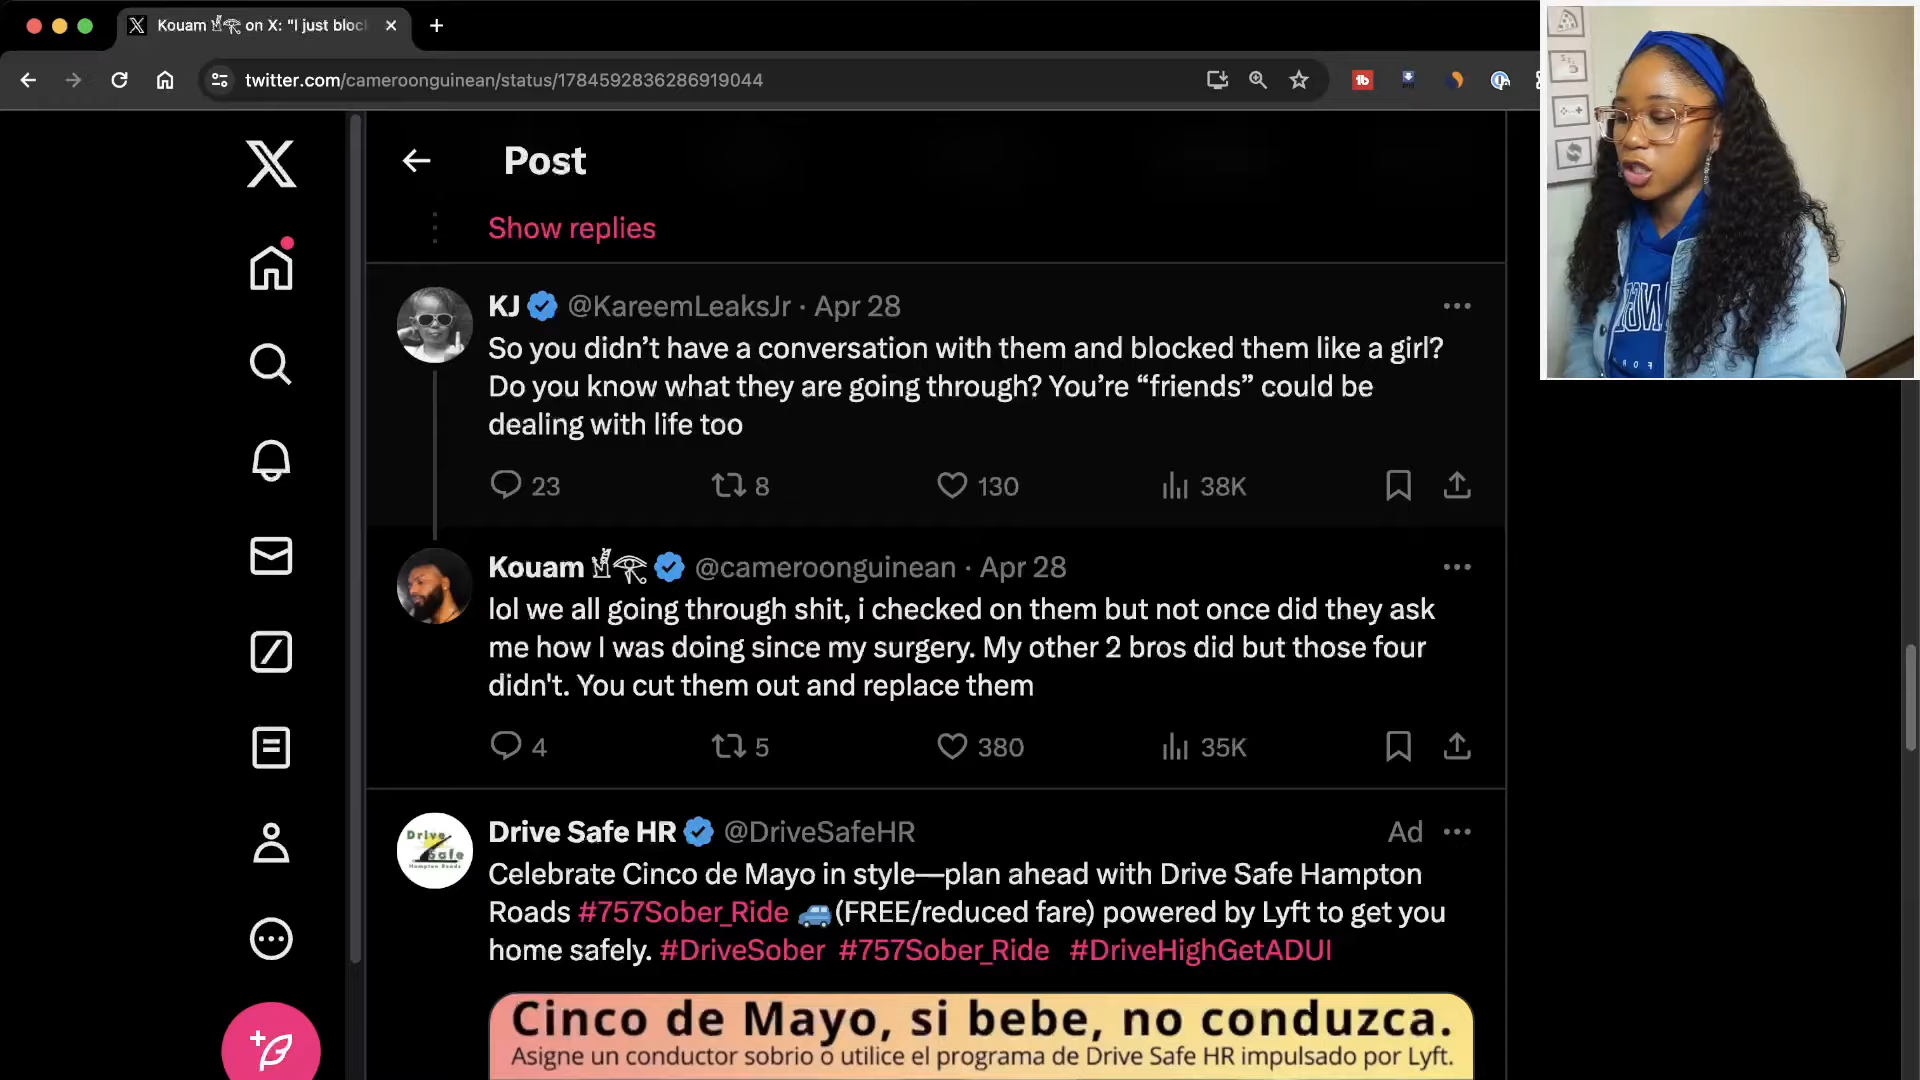 Kouam on X: "I just bloc
twitter.com/cameroonguinean/status/1784592836286919044
Post
Show replies
KJ @KareemLeaksJr · Apr 28
So you didn’t have a conversation with them and blocked them like a girl?
Do you know what they are going through? You’re “friends” could be
dealing with life too
23 8 130 38K
Kouam @cameroonguinean · Apr 28
lol we all going through shit, i checked on them but not once did they ask
me how I was doing since my surgery. My other 2 bros did but those four
didn't. You cut them out and replace them
4 5 380 35K
Drive Safe HR @DriveSafeHR Ad
Drive
Safe
Celebrate Cinco de Mayo in style—plan ahead with Drive Safe Hampton
Roads #757Sober_Ride (FREE/reduced fare) powered by Lyft to get you
home safely. #DriveSober #757Sober_Ride #DriveHighGetADUI
Cinco de Mayo, si bebe, no conduzca.
Asigne un conductor sobrio o utilice el programa de Drive Safe HR impulsado por Lyft.